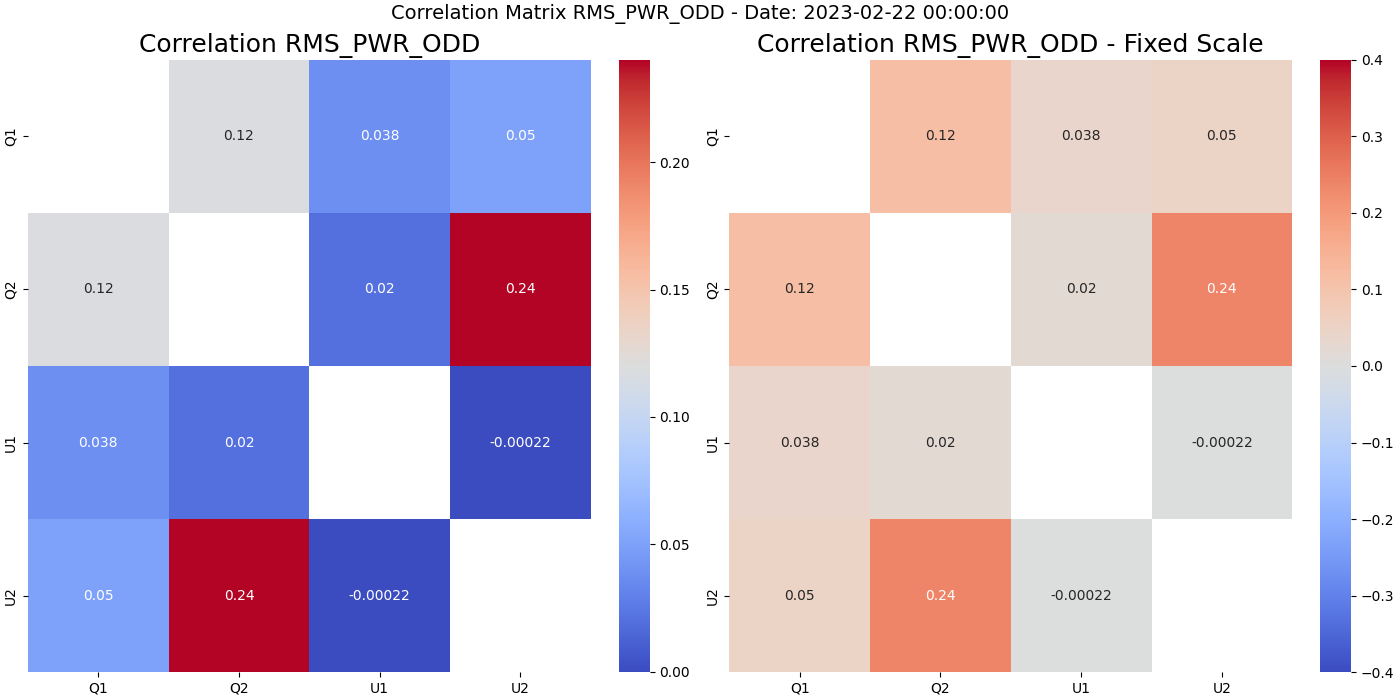 Correlation Matrix RMS_PWR_ODD - Date: 2023-02-22 00:00:00
Correlation RMS_PWR_ODD
Q1
0.12
0.038
0.05
Q2
0.12
0.02
0.24
U1
0.038
0.02
-0.00022
U2
0.05
0.24
-0.00022
Q1
Q2
U1
U2
0.20
0.15
0.10
0.05
0.00
Correlation RMS_PWR_ODD - Fixed Scale
Q1
0.12
0.038
0.05
Q2
0.12
0.02
0.24
U1
0.038
0.02
-0.00022
U2
0.05
0.24
-0.00022
Q1
Q2
U1
U2
0.4
0.3
0.2
0.1
0.0
−0.1
−0.2
−0.3
−0.4